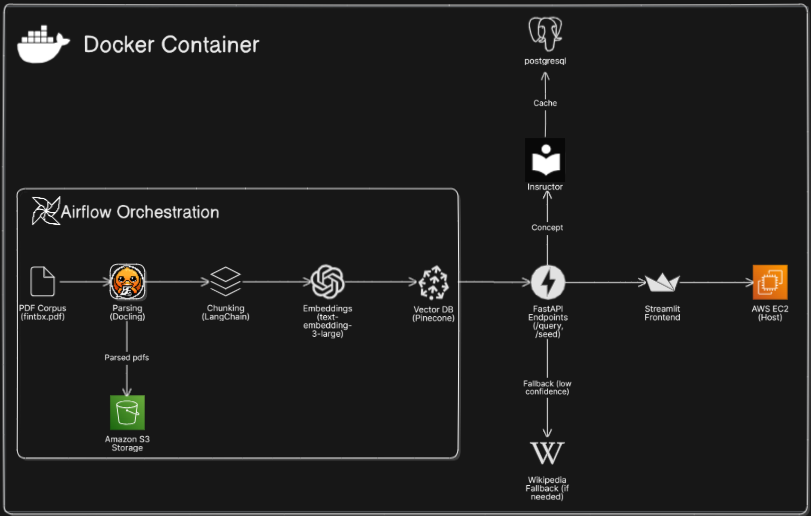 Docker Container
postgresql
Cache
Insructor
Concept
Airflow Orchestration
PDF Corpus
(fintbx.pdf)
Parsing
(Docling)
Chunking
(LangChain)
Embeddings
(text-
embedding-
3-large)
Vector DB
(Pinecone)
FastAPI
Endpoints
(/query,
/seed)
Streamlit
Frontend
AWS EC2
(Host)
Parsed pdfs
Amazon S3
Storage
Fallback (low
confidence)
W
Wikipedia
Fallback (if
needed)